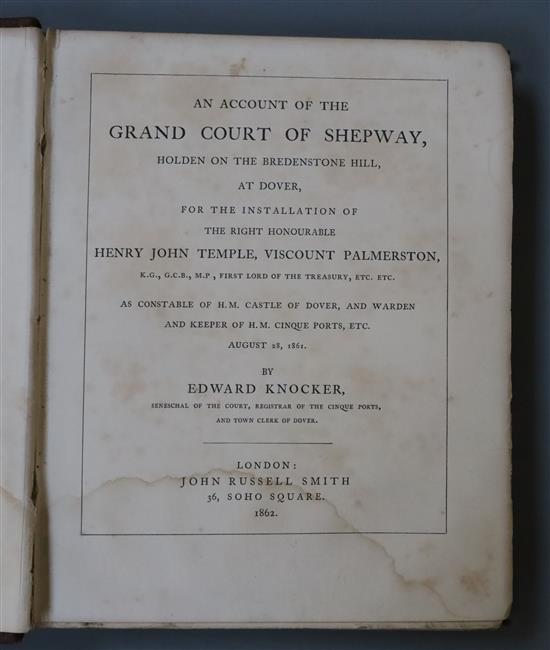 AN ACCOUNT OF THE
GRAND COURT OF SHEPWAY,
HOLDEN ON THE BREDENSTONE HILL,
AT DOVER,
FOR THE INSTALLATION OF
THE RIGHT HONOURABLE
HENRY JOHN TEMPLE, VISCOUNT PALMERSTON,
K.G., G.C.B., M.P., FIRST LORD OF THE TREASURY, ETC. ETC.
AS CONSTABLE OF H.M. CASTLE OF DOVER, AND WARDEN
AND KEEPER OF H.M. CINQUE PORTS, ETC.
AUGUST 28, 1861.
BY
EDWARD KNOCKER,
SENESCHAL OF THE COURT, REGISTRAR OF THE CINQUE PORTS,
AND TOWN CLERK OF DOVER.
LONDON:
JOHN RUSSELL SMITH
36, SOHO SQUARE.
1862.